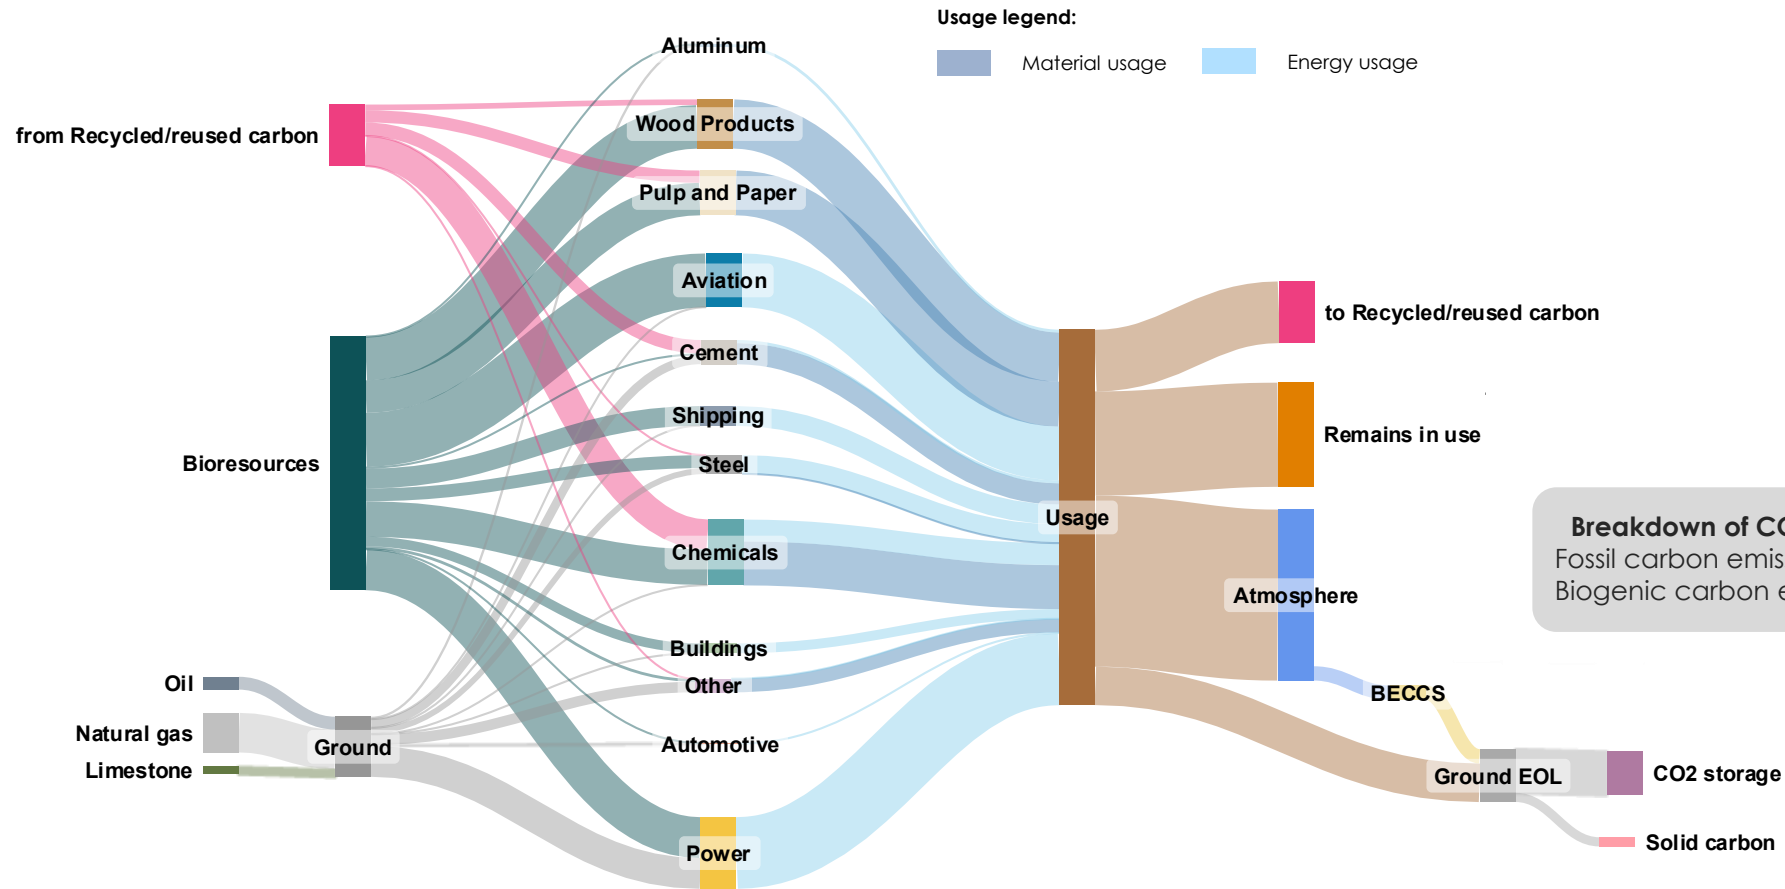 Usage legend:
Material usage
Energy usage
Aluminum
from Recycled/reused carbon
Wood Products
Pulp and Paper
Aviation
Cement
Shipping
Steel
Bioresources
Chemicals
Buildings
Other
Automotive
Power
Oil
Natural gas
Limestone
Ground
Usage
to Recycled/reused carbon
Remains in use
Atmosphere
Breakdown of
Fossil carbon
Biogenic carbon
BECCS
Ground EOL
CO2 storage
Solid carbon